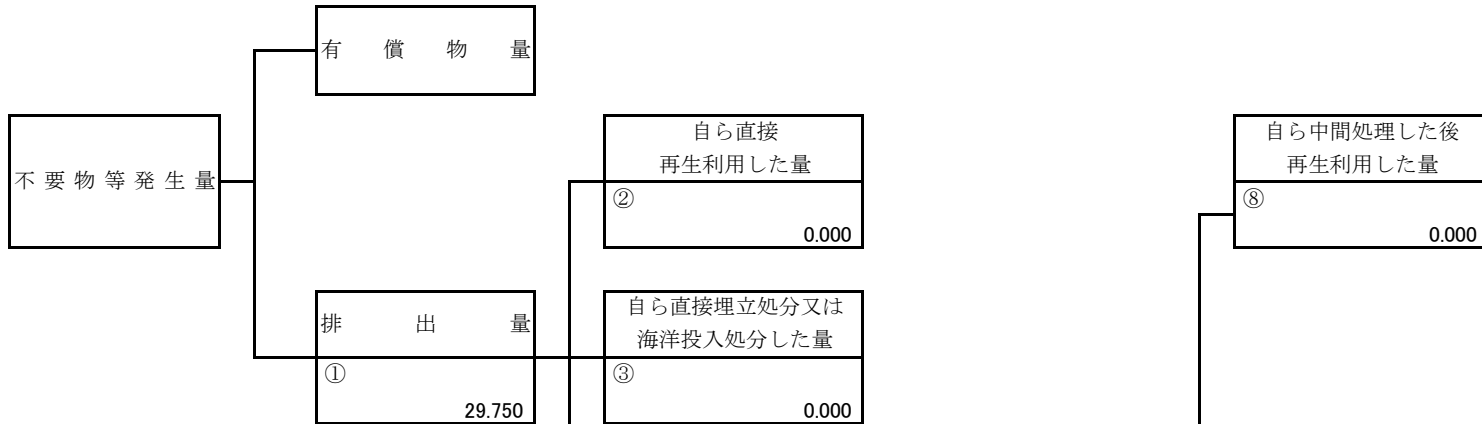 有償物量
不要物等発生量
自ら直接
再生利用した量
②
0.000
自ら中間処理した後
再生利用した量
⑧
0.000
排出量
①
29.750
自ら直接埋立処分又は
海洋投入処分した量
③
0.000